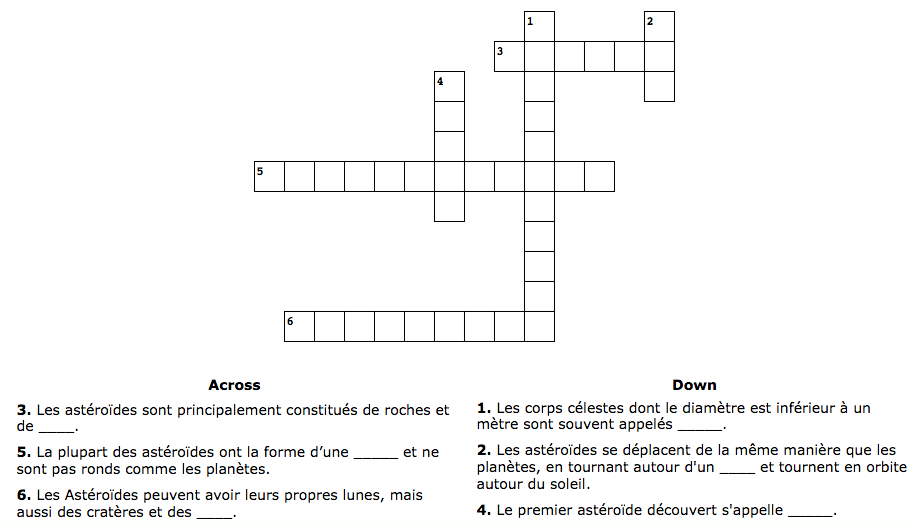 1
2
3
4
5
6
Across
3. Les astéroïdes sont principalement constitués de roches et
de ____.
5. La plupart des astéroïdes ont la forme d’une _____ et ne
sont pas ronds comme les planètes.
6. Les Astéroïdes peuvent avoir leurs propres lunes, mais
aussi des cratères et des ____.
Down
1. Les corps célestes dont le diamètre est inférieur à un
mètre sont souvent appelés _____.
2. Les astéroïdes se déplacent de la même manière que les
planètes, en tournant autour d'un ____ et tournent en orbite
autour du soleil.
4. Le premier astéroïde découvert s'appelle _____.